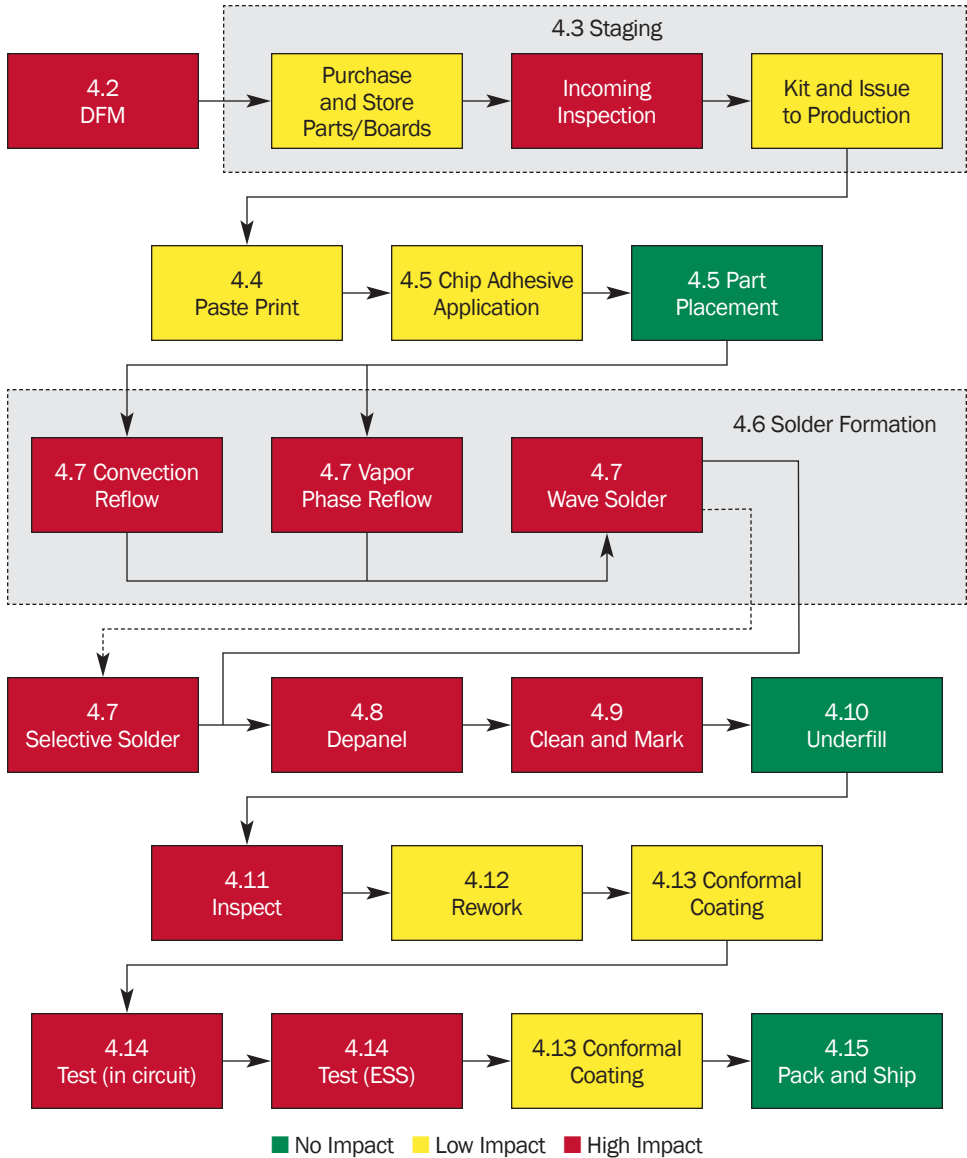 4.3 Staging
4.2
DFM
Purchase
and Store
Parts/Boards
Incoming
Inspection
Kit and Issue
to Production
4.4
Paste Print
4.5 Chip Adhesive
Application
4.5 Part
Placement
4.6 Solder Formation
4.7 Convection
Reflow
4.7 Vapor
Phase Reflow
4.7
Wave Solder
4.7
Selective Solder
4.8
Depanel
4.9
Clean and Mark
4.10
Underfill
4.11
Inspect
4.12
Rework
4.13 Conformal
Coating
4.14
Test (in circuit)
4.14
Test (ESS)
4.13 Conformal
Coating
4.15
Pack and Ship
No Impact Low Impact High Impact